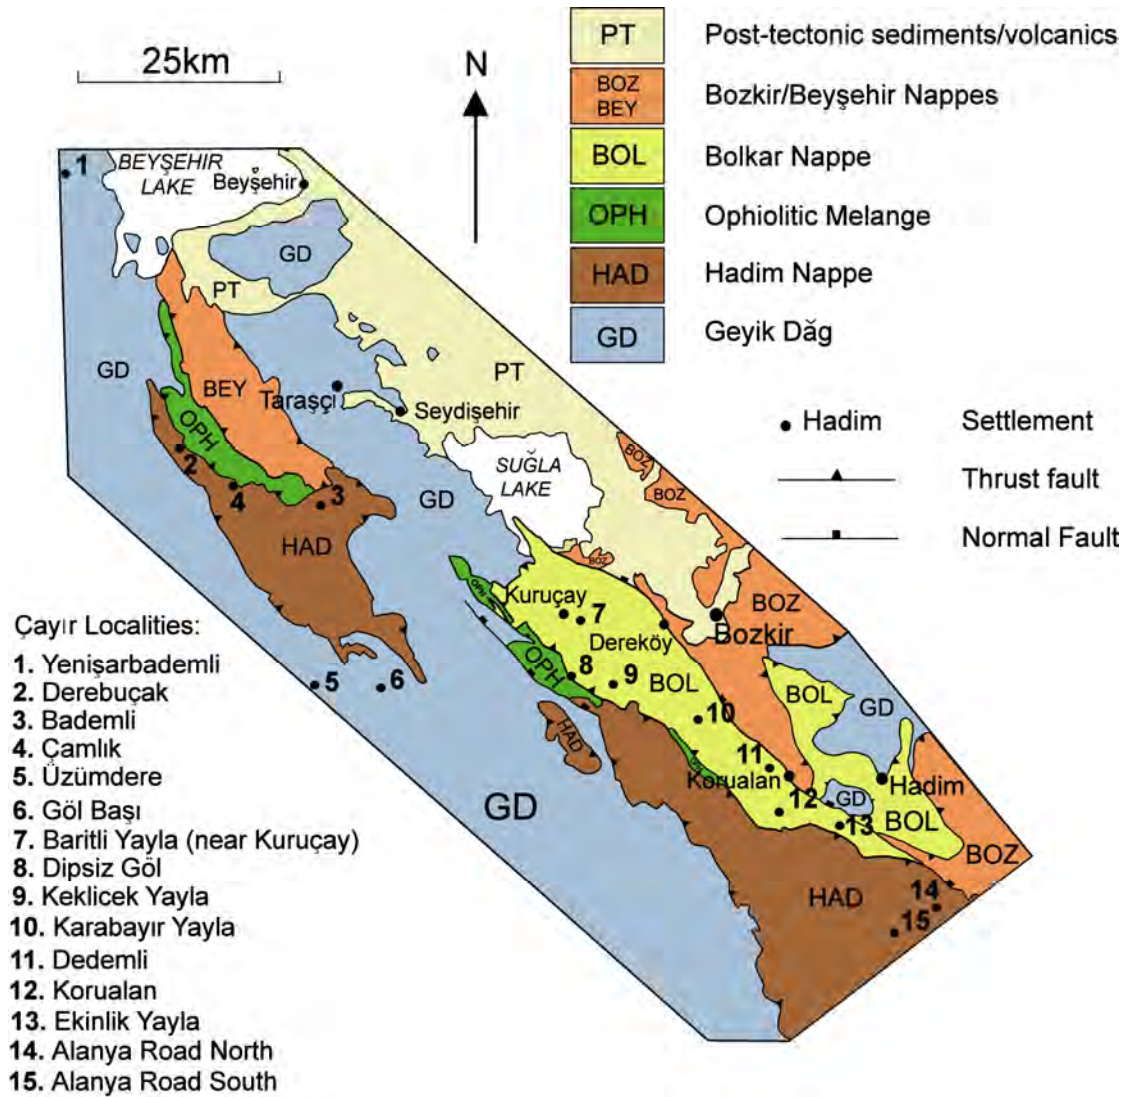 25km
N
PT Post-tectonic sediments/volcanics
BOZ
BEY Bozkir/Beyşehir Nappes
BOL Bolkar Nappe
OPH Ophiolitic Melange
HAD Hadim Nappe
GD Geyik Dăg
Hadim Settlement
Thrust fault
Normal Fault
1
BEYŞEHIR
LAKE
Beyşehir
GD
PT
GD
BEY
PT
Taraşçı
Seydişehir
OPH
2
4
3
SUĞLA
LAKE
BOZ
BOZ
GD
HAD
BOZ
OPH
Kuruçay
7
Dereköy
BOZ
Bozkir
OPH
8
9
BOL
BOL
GD
5
6
10
HAD
11
Korualan
Hadim
12
GD
13
BOL
GD
BOZ
HAD
14
15
Çayır Localities:
1. Yenişarbademli
2. Derebuçak
3. Bademli
4. Çamlık
5. Üzümdere
6. Göl Başı
7. Baritli Yayla (near Kuruçay)
8. Dipsiz Göl
9. Keklicek Yayla
10. Karabayır Yayla
11. Dedemli
12. Korualan
13. Ekinlik Yayla
14. Alanya Road North
15. Alanya Road South